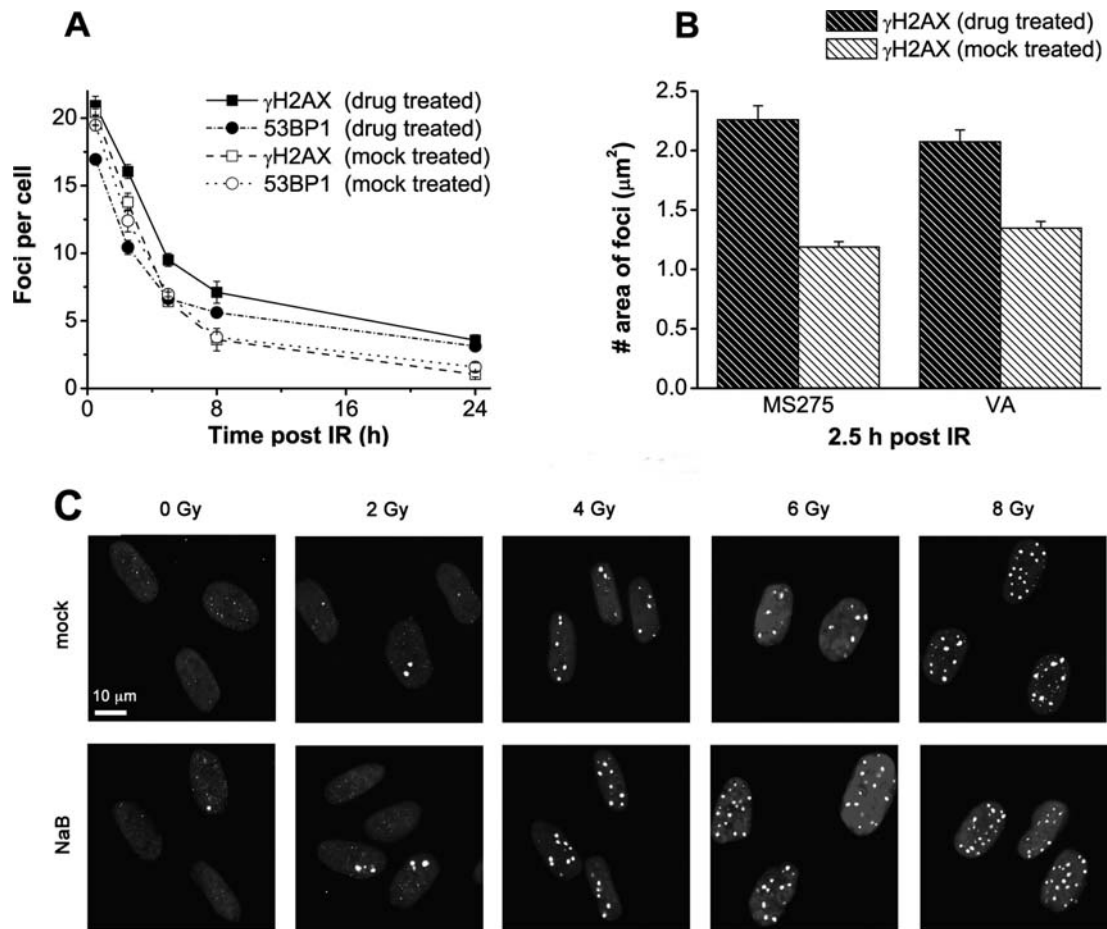 A
γH2AX (drug treated)
53BP1 (drug treated)
γH2AX (mock treated)
53BP1 (mock treated)
Foci per cell
20
15
10
5
0
0 8 16 24
Time post IR (h)
B
γH2AX (drug treated)
γH2AX (mock treated)
# area of foci (μm²)
2.5
2.0
1.5
1.0
0.5
0.0
MS275 VA
2.5 h post IR
C
0 Gy 2 Gy 4 Gy 6 Gy 8 Gy
mock
10 μm
NaB